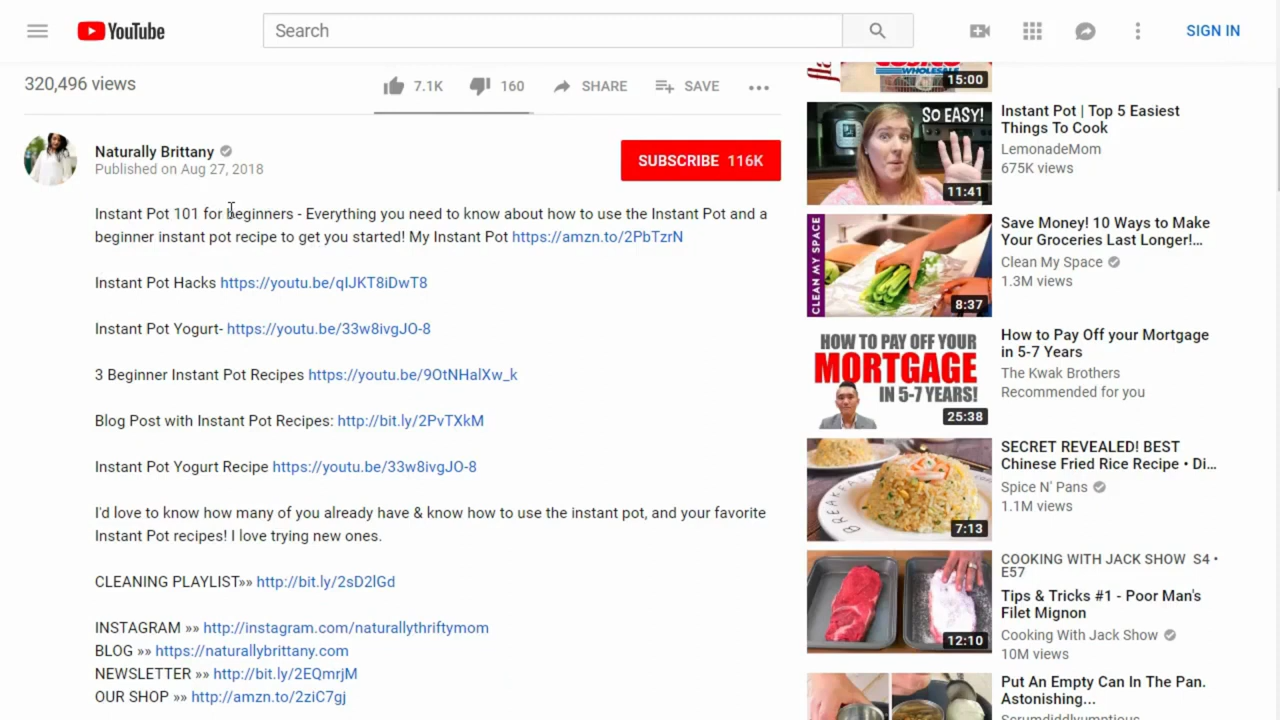 YouTube
Search
SIGN IN
320,496 views
7.1K
160
SHARE
SAVE
Naturally Brittany
Published on Aug 27, 2018
SUBSCRIBE 116K
Instant Pot 101 for beginners - Everything you need to know about how to use the Instant Pot and a
beginner instant pot recipe to get you started! My Instant Pot https://amzn.to/2PbTzrN
Instant Pot Hacks https://youtu.be/qlJKT8iDwT8
Instant Pot Yogurt- https://youtu.be/33w8ivgJO-8
3 Beginner Instant Pot Recipes https://youtu.be/9OtNHalXw_k
Blog Post with Instant Pot Recipes: http://bit.ly/2PvTXkM
Instant Pot Yogurt Recipe https://youtu.be/33w8ivgJO-8
I'd love to know how many of you already have & know how to use the instant pot, and your favorite
Instant Pot recipes! I love trying new ones.
CLEANING PLAYLIST»» http://bit.ly/2sD2lGd
INSTAGRAM »» http://instagram.com/naturallythriftymom
BLOG »» https://naturallybrittany.com
NEWSLETTER »» http://bit.ly/2EQmrjM
OUR SHOP »» http://amzn.to/2ziC7gj
WHOLESALE
15:00
SO EASY!
11:41
Instant Pot | Top 5 Easiest
Things To Cook
LemonadeMom
675K views
CLEAN MY SPACE
8:37
Save Money! 10 Ways to Make
Your Groceries Last Longer!...
Clean My Space
1.3M views
HOW TO PAY OFF YOUR
MORTGAGE
IN 5-7 YEARS!
25:38
How to Pay Off your Mortgage
in 5-7 Years
The Kwak Brothers
Recommended for you
7:13
SECRET REVEALED! BEST
Chinese Fried Rice Recipe • Di...
Spice N' Pans
1.1M views
12:10
COOKING WITH JACK SHOW S4 •
E57
Tips & Tricks #1 - Poor Man's
Filet Mignon
Cooking With Jack Show
10M views
Put An Empty Can In The Pan.
Astonishing...
Scrumdiddlyumptious